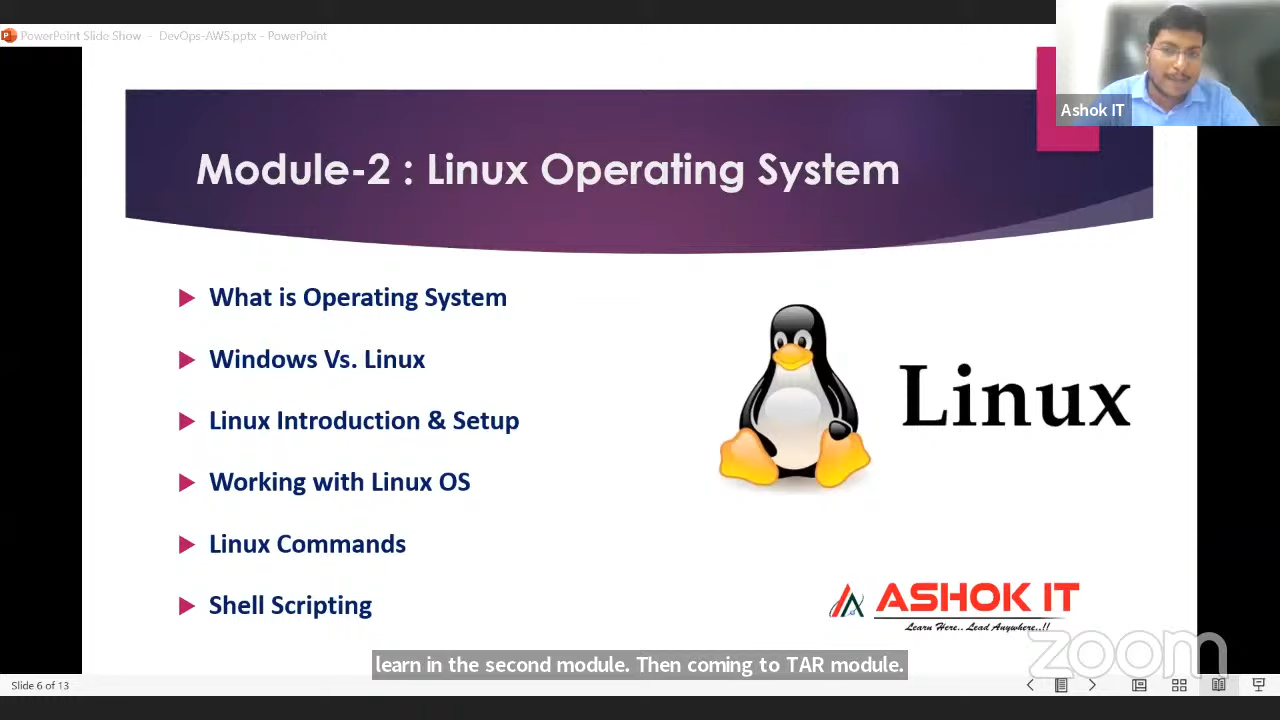 PowerPoint Slide Show - DevOps-AWS.pptx - PowerPoint
Ashok IT
Module-2 : Linux Operating System
What is Operating System
Windows Vs. Linux
Linux Introduction & Setup
Working with Linux OS
Linux Commands
Shell Scripting
Linux
ASHOK IT
Learn Here.. Lead Anywhere..!!
zoom
learn in the second module. Then coming to TAR module.
Slide 6 of 13